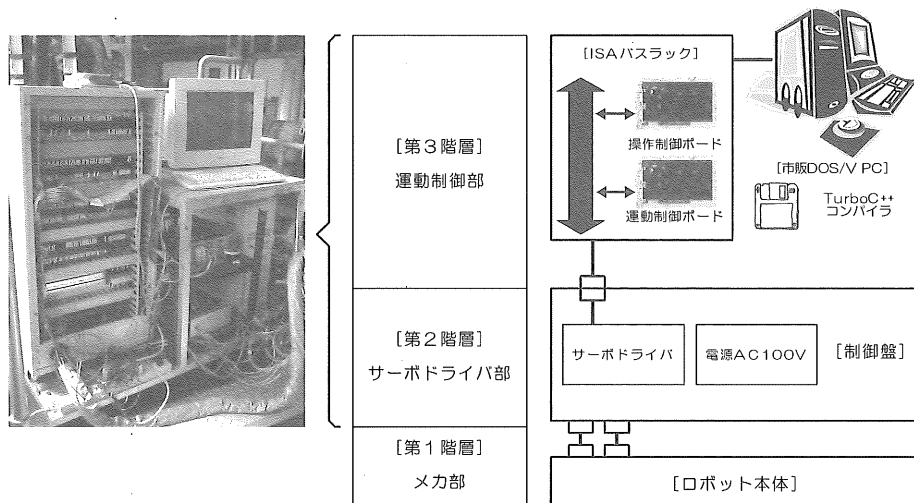 [第3階層]
運動制御部
[第2階層]
サーボドライバ部
[第1階層]
メカ部
[ISAバスラック]
操作制御ボード
運動制御ボード
[市販DOS/V PC]
TurboC++
コンパイラ
サーボドライバ
電源AC100V
[制御盤]
[ロボット本体]